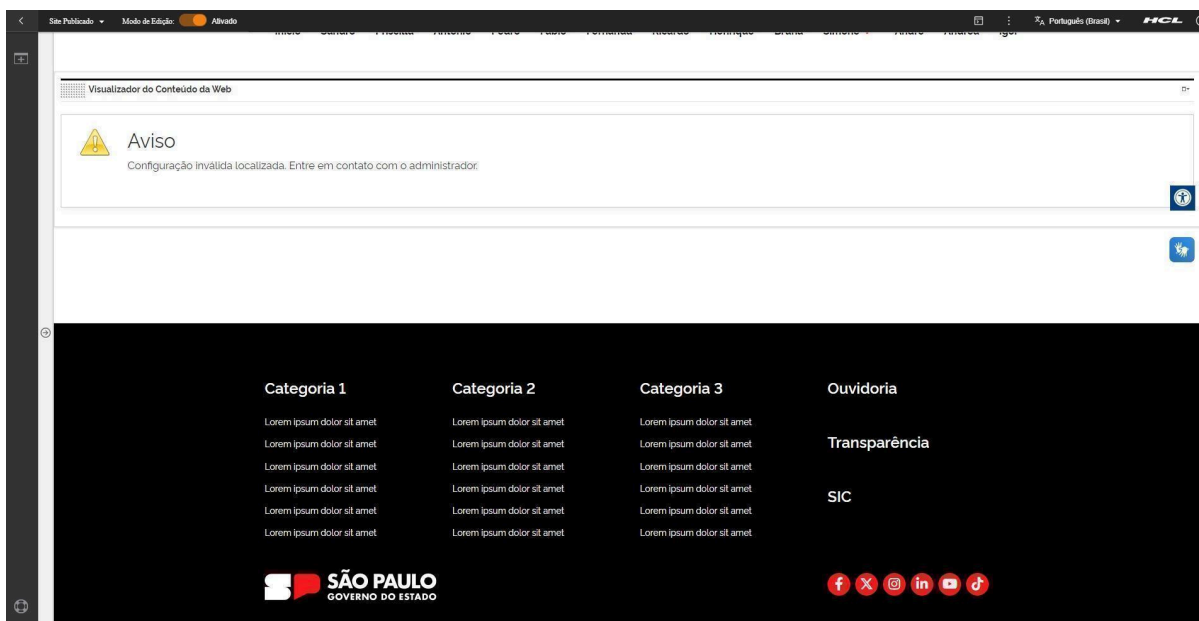 Site Publicado Modo de Edição: Ativado Português (Brasil) HCL
Visualizador do Conteúdo da Web
Aviso
Configuração inválida localizada. Entre em contato com o administrador.
Categoria 1 Categoria 2 Categoria 3 Ouvidoria
Lorem ipsum dolor sit amet Lorem ipsum dolor sit amet Lorem ipsum dolor sit amet
Lorem ipsum dolor sit amet Lorem ipsum dolor sit amet Lorem ipsum dolor sit amet Transparência
Lorem ipsum dolor sit amet Lorem ipsum dolor sit amet Lorem ipsum dolor sit amet
Lorem ipsum dolor sit amet Lorem ipsum dolor sit amet Lorem ipsum dolor sit amet SIC
Lorem ipsum dolor sit amet Lorem ipsum dolor sit amet Lorem ipsum dolor sit amet
Lorem ipsum dolor sit amet Lorem ipsum dolor sit amet Lorem ipsum dolor sit amet
SÃO PAULO
GOVERNO DO ESTADO